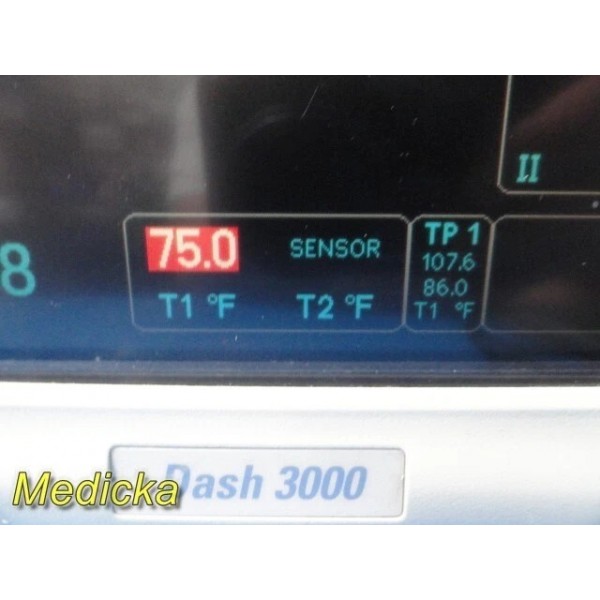 II
8
75.0 SENSOR
T1 °F T2 °F
TP 1
107.6
86.0
T1 °F
Dash 3000
Medicka